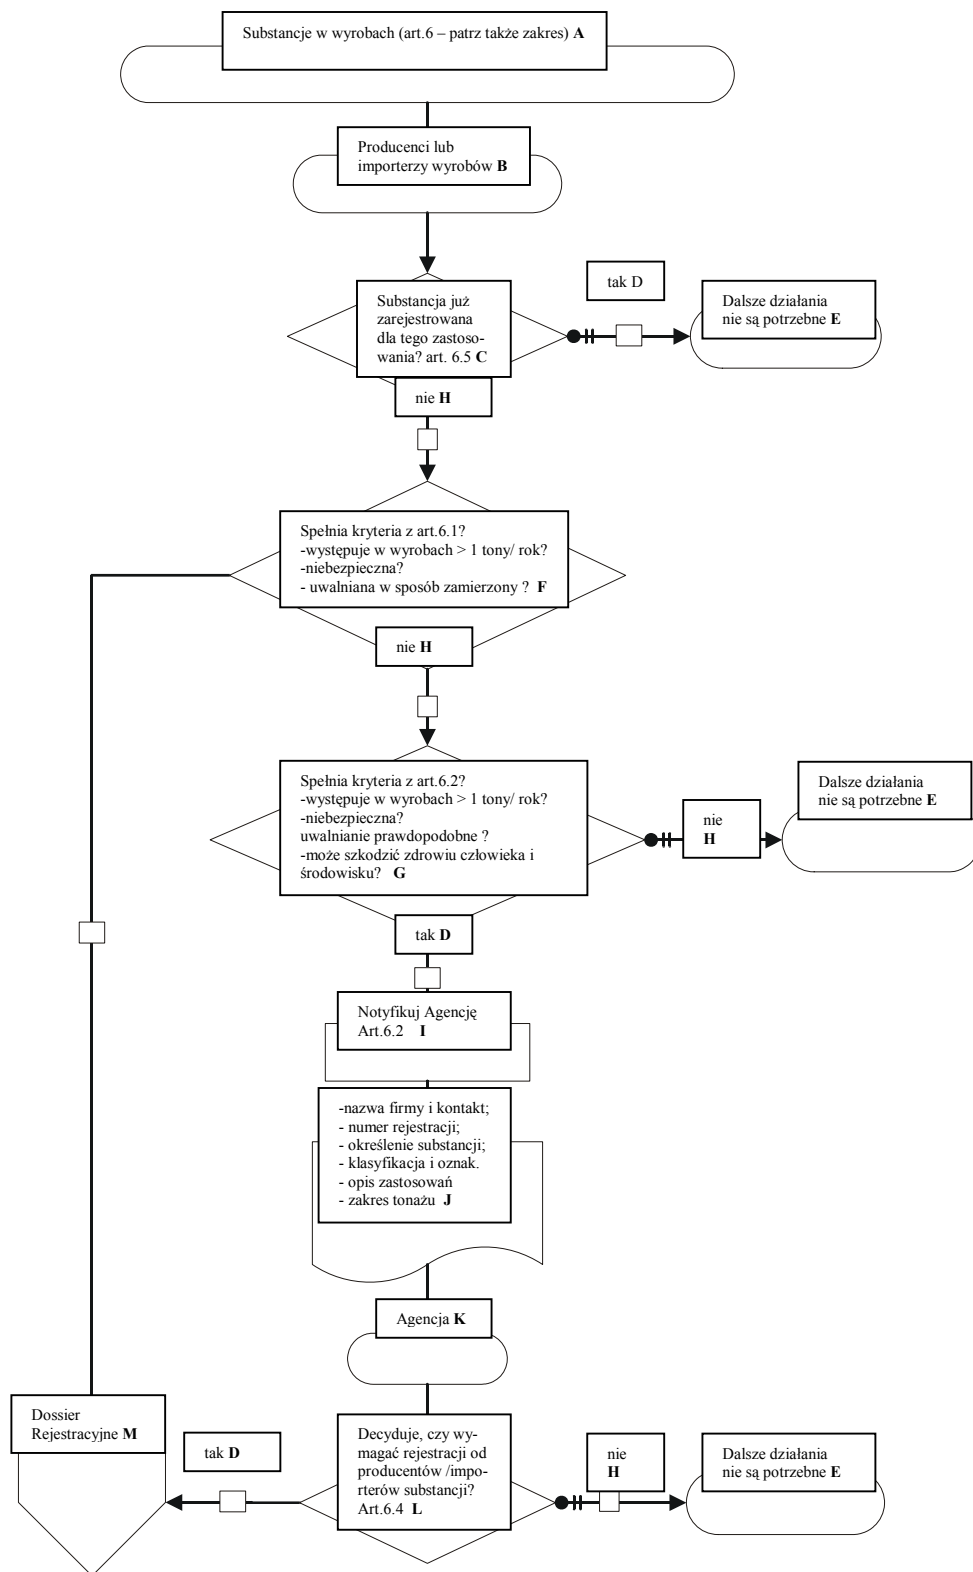 Substancje w wyrobach (art.6 – patrz także zakres) A
Producenci lub
importerzy wyrobów B
Substancja już
zarejestrowana
dla tego zastoso-
wania? art. 6.5 C
tak D
Dalsze działania
nie są potrzebne E
nie H
Spełnia kryteria z art.6.1?
-występuje w wyrobach > 1 tony/ rok?
-niebezpieczna?
- uwalniana w sposób zamierzony ? F
nie H
Spełnia kryteria z art.6.2?
-występuje w wyrobach > 1 tony/ rok?
-niebezpieczna?
uwalnianie prawdopodobne ?
-może szkodzić zdrowiu człowieka i
środowisku? G
nie
H
Dalsze działania
nie są potrzebne E
tak D
Notyfikuj Agencję
Art.6.2 I
-nazwa firmy i kontakt;
- numer rejestracji;
- określenie substancji;
- klasyfikacja i oznak.
- opis zastosowań
- zakres tonażu J
Agencja K
Dossier
Rejestracyjne M
tak D
Decyduje, czy wy-
magać rejestracji od
producentów /impo-
rterów substancji?
Art.6.4 L
nie
H
Dalsze działania
nie są potrzebne E